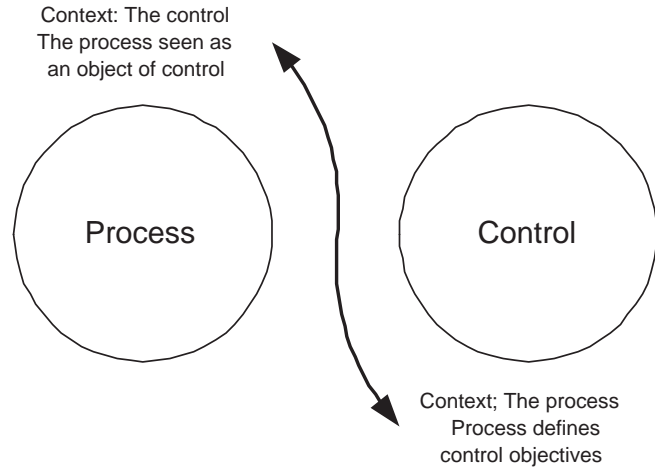 Context: The control
The process seen as
an object of control
Process
Control
Context; The process
Process defines
control objectives